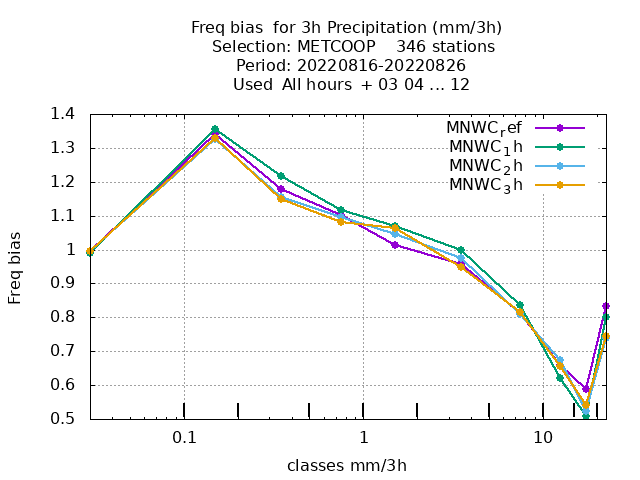 Freq bias  for 3h Precipitation (mm/3h)
Selection: METCOOP    346 stations
Period: 20220816-20220826
Used  All hours  + 03 04 ... 12
MNWC_ref
MNWC_1h
MNWC_2h
MNWC_3h
1.4
1.3
1.2
1.1
1
0.9
0.8
0.7
0.6
0.5
Freq bias
0.1
1
10
classes mm/3h